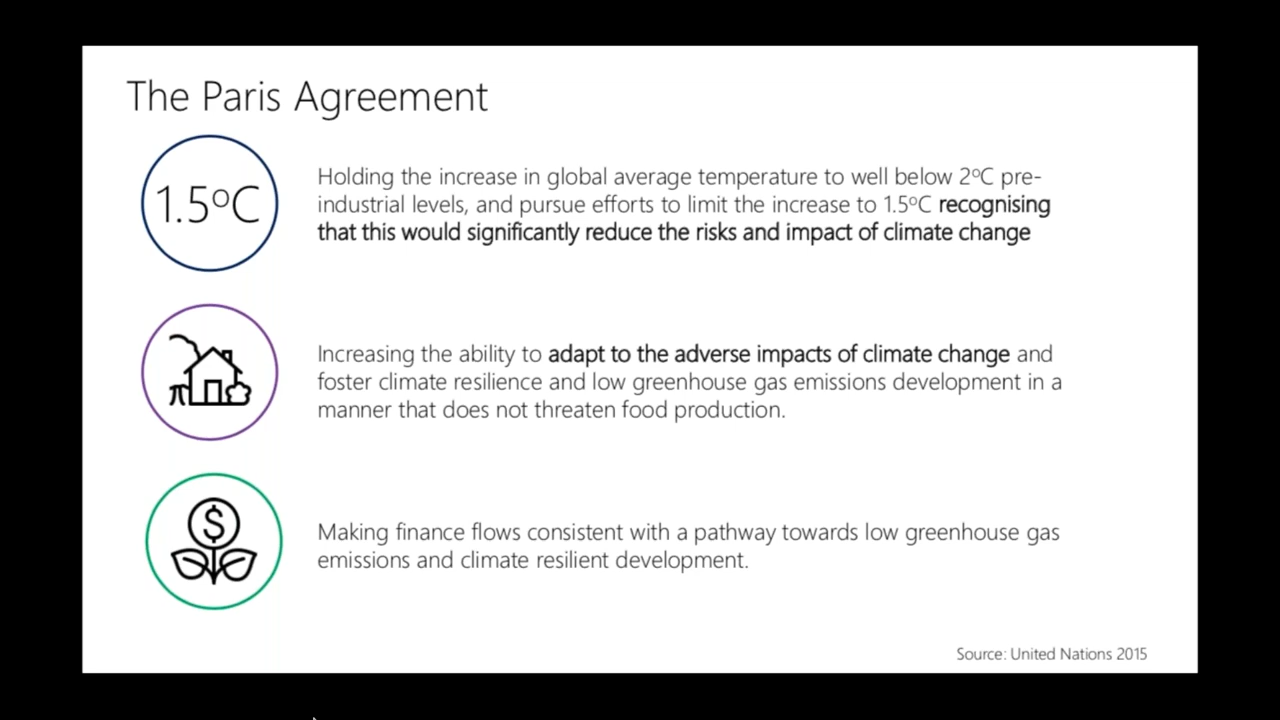 The Paris Agreement
1.5ºC
Holding the increase in global average temperature to well below 2ºC pre-
industrial levels, and pursue efforts to limit the increase to 1.5ºC recognising
that this would significantly reduce the risks and impact of climate change
Increasing the ability to adapt to the adverse impacts of climate change and
foster climate resilience and low greenhouse gas emissions development in a
manner that does not threaten food production.
$
Making finance flows consistent with a pathway towards low greenhouse gas
emissions and climate resilient development.
Source: United Nations 2015